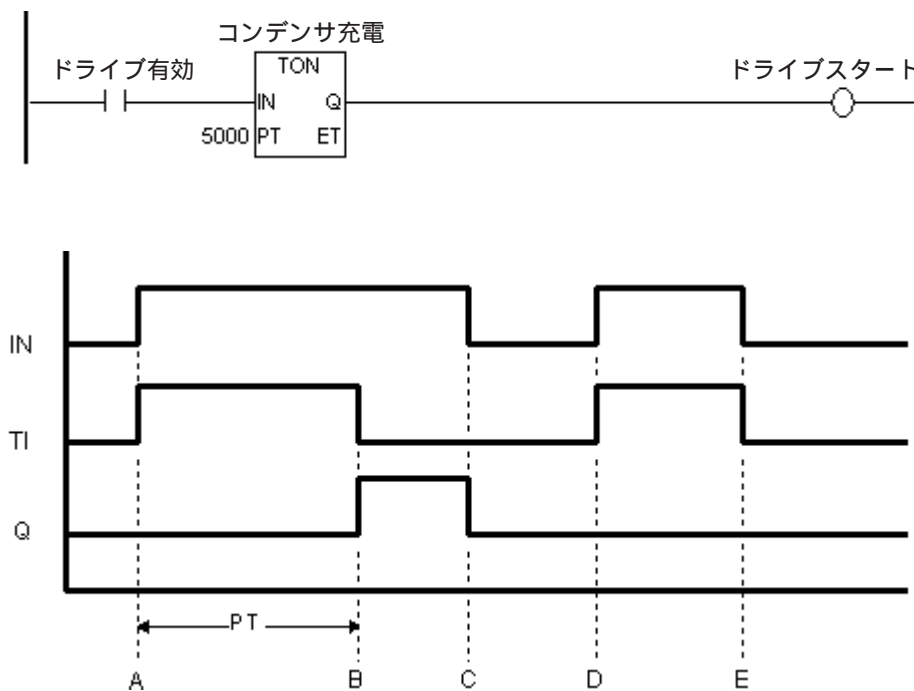 コンデンサ充電
ドライブ有効
TON
ドライブスタート
IN Q
5000 PT ET
IN
TI
Q
PT
A B C D E